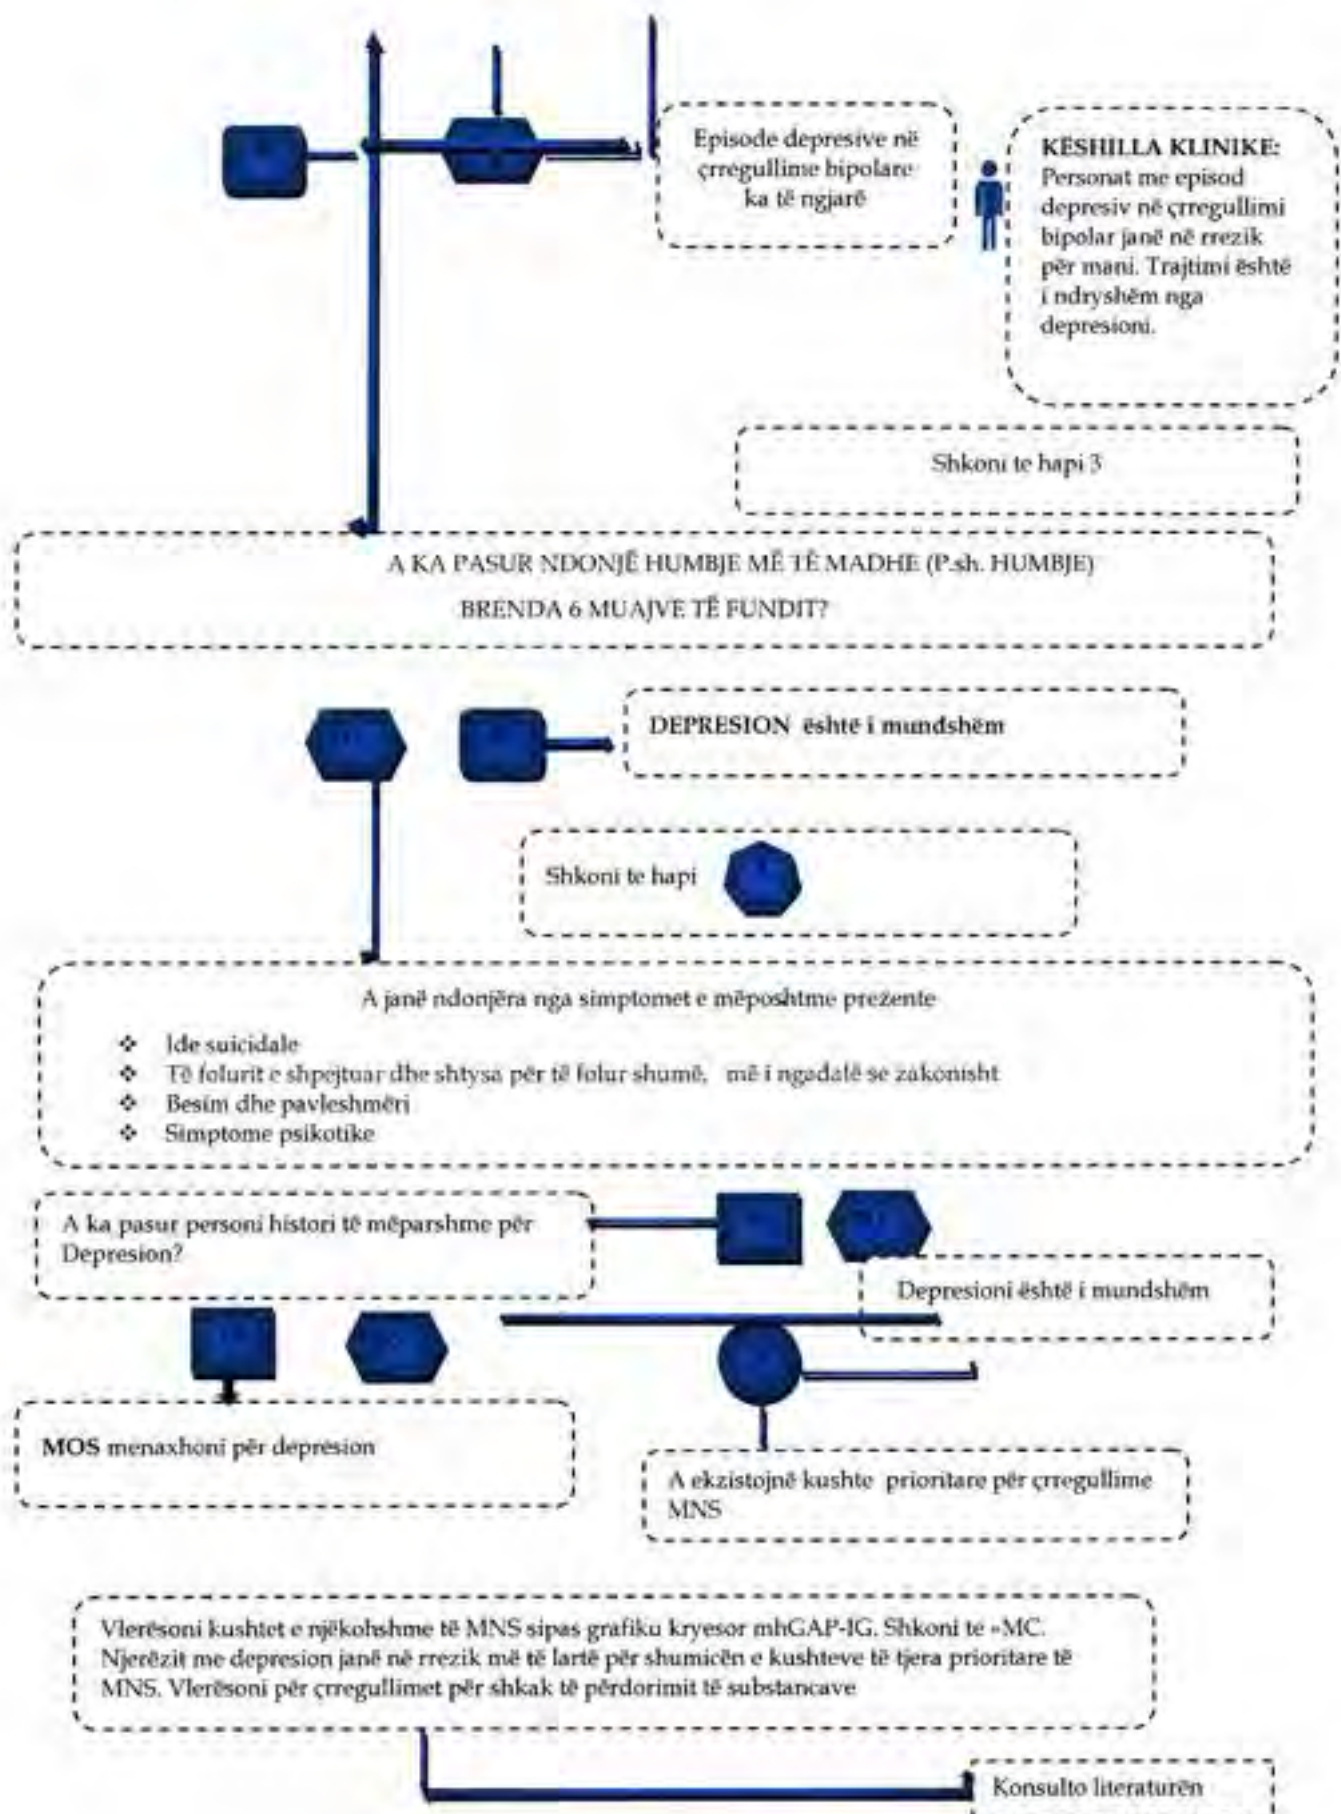 Episode depresive në
çrregullime bipolare
ka të ngjarë
KËSHILLA KLINIKE:
Personat me episod
depresiv në çrregullimi
bipolar janë në rrezik
për mani. Trajtimi është
i ndryshëm nga
depresioni.
Shkoni te hapi 3
A KA PASUR NDONJË HUMBJE MË TË MADHE (P.sh. HUMBJE)
BRENDA 6 MUAJVE TË FUNDIT?
DEPRESION është i mundshëm
Shkoni te hapi
A janë ndonjëra nga simptomet e mëposhtme prezente
❖ Ide suicidale
❖ Të folurit e shpejtuar dhe shtysa për të folur shumë, më i ngadalë se zakonisht
❖ Besim dhe pavleshmëri
❖ Simptome psikotike
A ka pasur personi histori të mëparshme për
Depresion?
Depresioni është i mundshëm
MOS menaxhoni për depresion
A ekzistojnë kushte prioritare për çrregullime
MNS
Vlerësoni kushtet e njëkohshme të MNS sipas grafiku kryesor mhGAP-IG. Shkoni te »MC.
Njerëzit me depresion janë në rrezik më të lartë për shumicën e kushteve të tjera prioritare të
MNS. Vlerësoni për çrregullimet për shkak të përdorimit të substancave
Konsulto literaturën